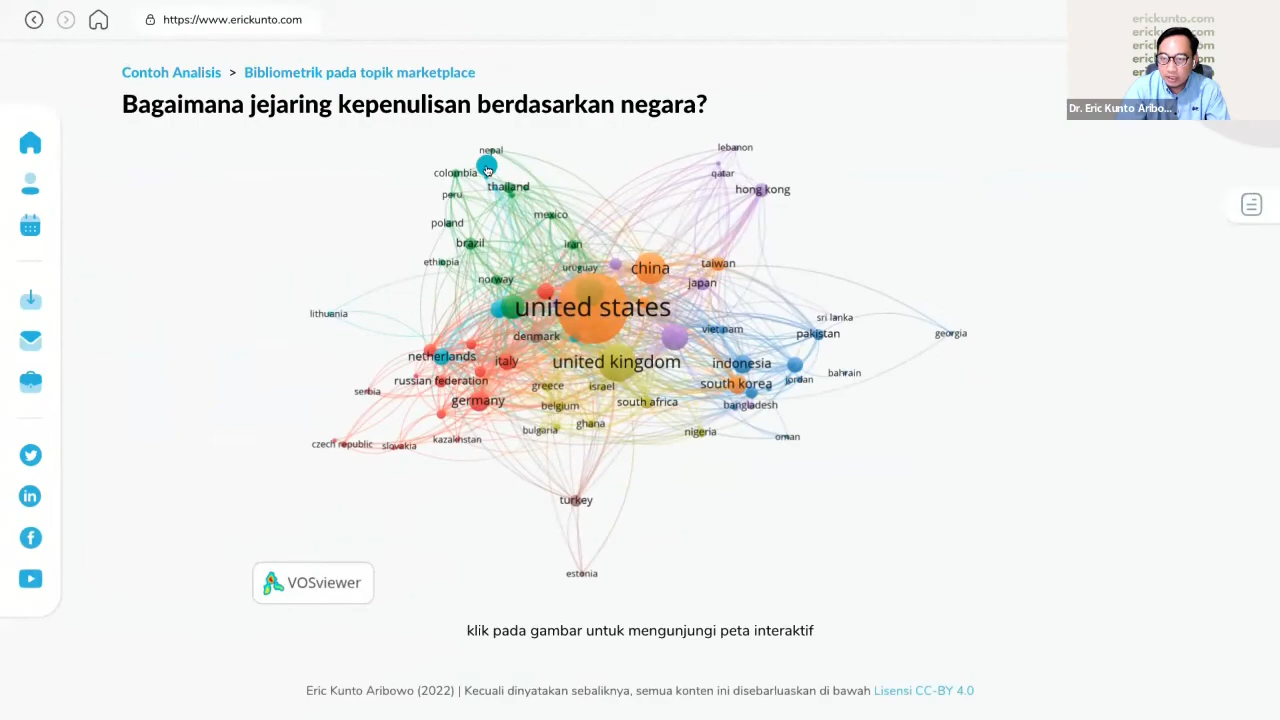 https://www.erickunto.com
erickunto.com
Dr. Eric Kunto Aribo...
Contoh Analisis > Bibliometrik pada topik marketplace
Bagaimana jejaring kepenulisan berdasarkan negara?
nepal
lebanon
colombia
qatar
thailand
hong kong
peru
mexico
poland
brazil
iran
ethiopia
uruguay
china
taiwan
norway
japan
united states
lithuania
sri lanka
viet nam
pakistan
georgia
denmark
netherlands
italy
united kingdom
indonesia
bahrain
russian federation
greece
israel
south korea
jordan
serbia
germany
belgium
south africa
bangladesh
bulgaria
ghana
nigeria
oman
czech republic
slovakia
kazakhstan
turkey
estonia
VOSviewer
klik pada gambar untuk mengunjungi peta interaktif
Eric Kunto Aribowo (2022) | Kecuali dinyatakan sebaliknya, semua konten ini disebarluaskan di bawah Lisensi CC-BY 4.0